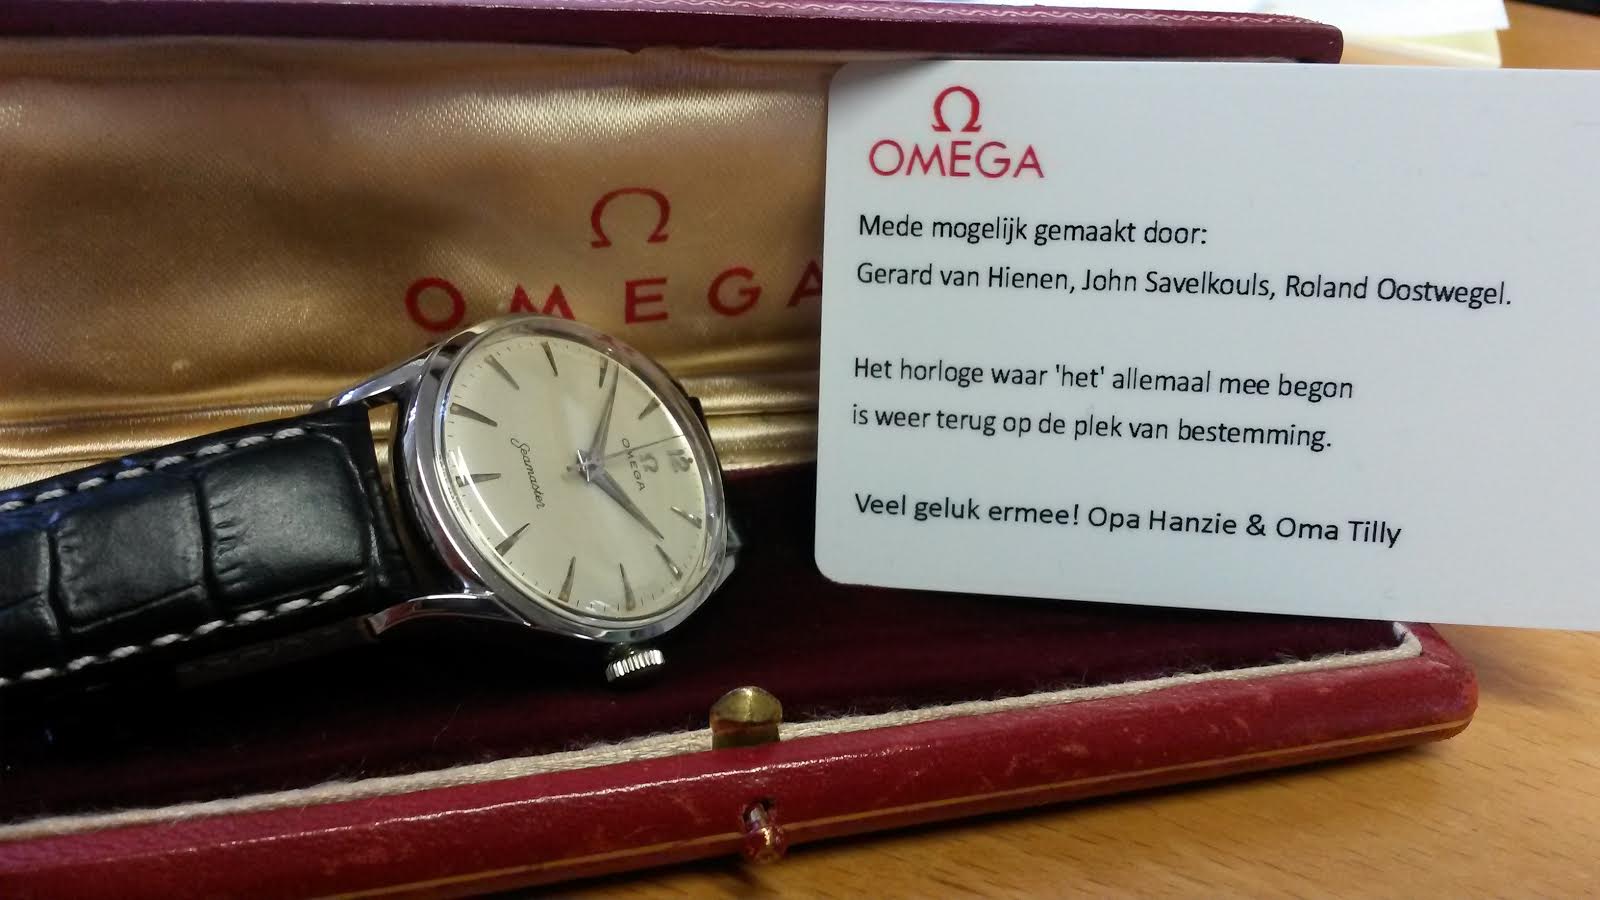 Ω
OMEGA
Mede mogelijk gemaakt door:
Gerard van Hienen, John Savelkouls, Roland Oostwegel.
Het horloge waar 'het' allemaal mee begon
is weer terug op de plek van bestemming.
Veel geluk ermee! Opa Hanzie & Oma Tilly
Ω
OMEGA
12
Ω
OMEGA
Seamaster